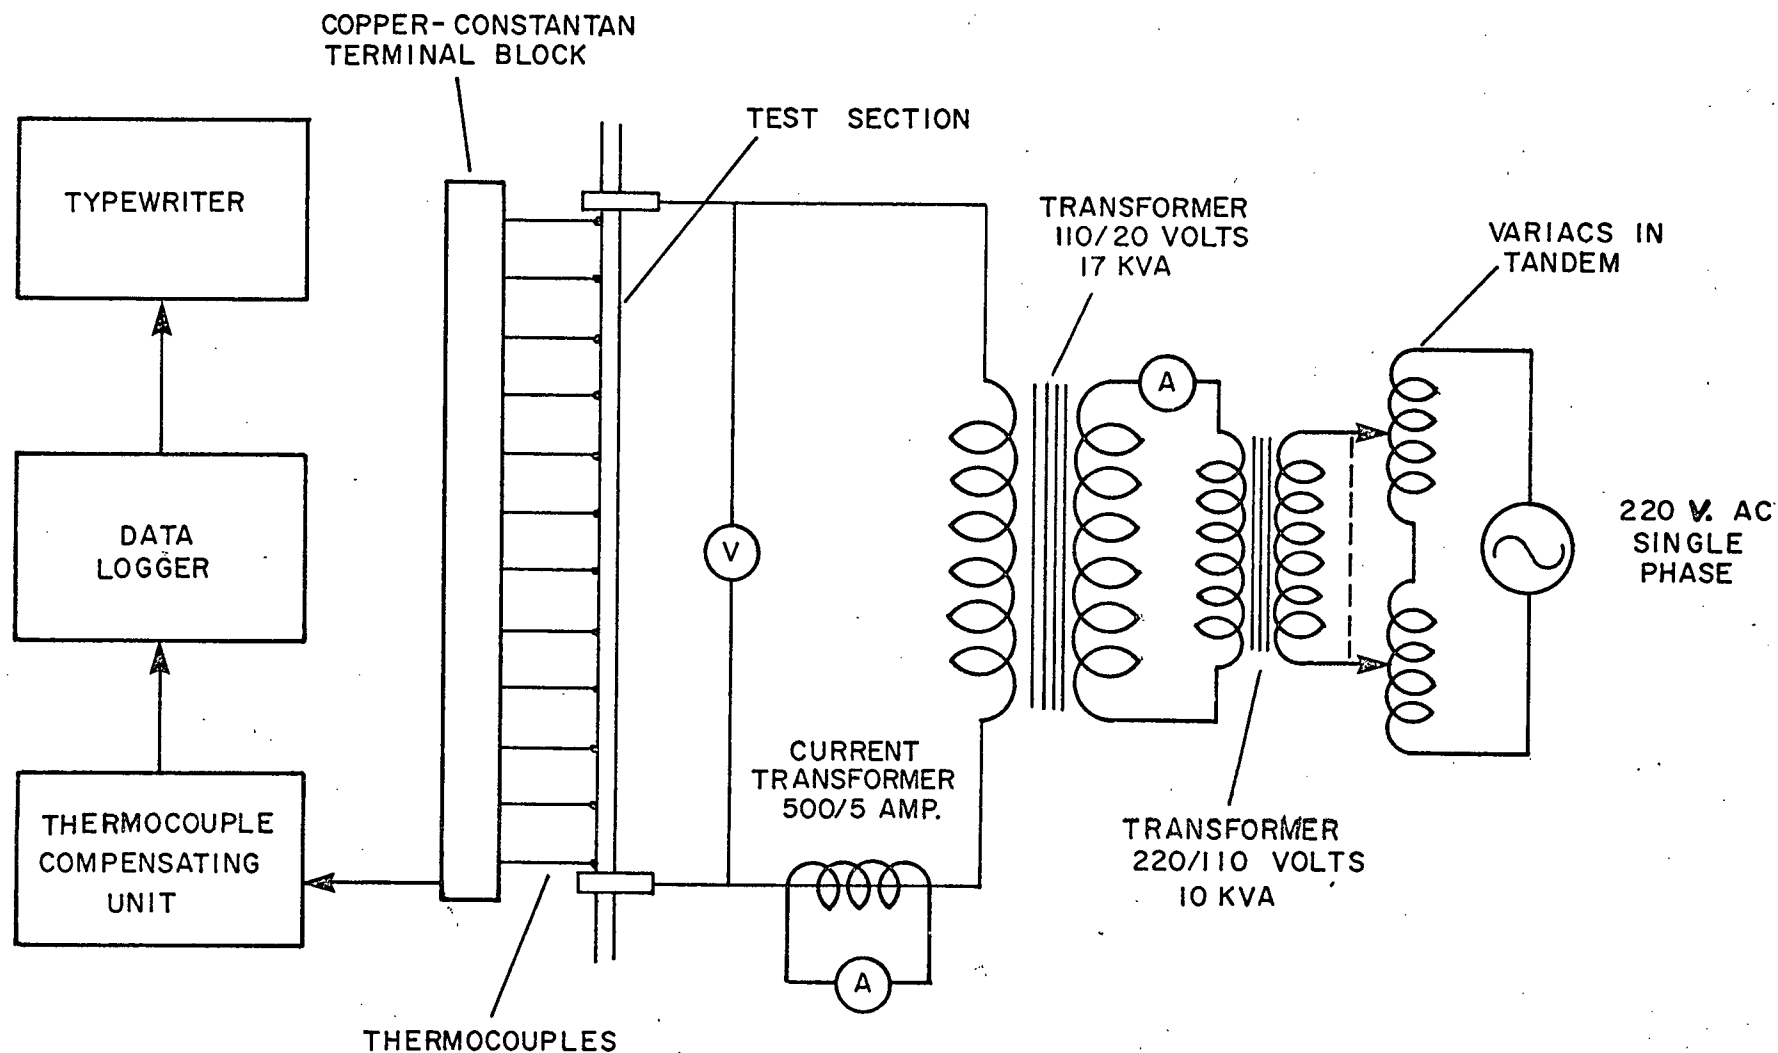 COPPER-CONSTANTAN
TERMINAL BLOCK
TEST SECTION
TYPEWRITER
TRANSFORMER
110/20 VOLTS
17 KVA
VARIACS IN
TANDEM
A
DATA
LOGGER
V
220 V. AC
SINGLE
PHASE
CURRENT
TRANSFORMER
500/5 AMP.
THERMOCOUPLE
COMPENSATING
UNIT
TRANSFORMER
220/110 VOLTS
10 KVA
A
THERMOCOUPLES